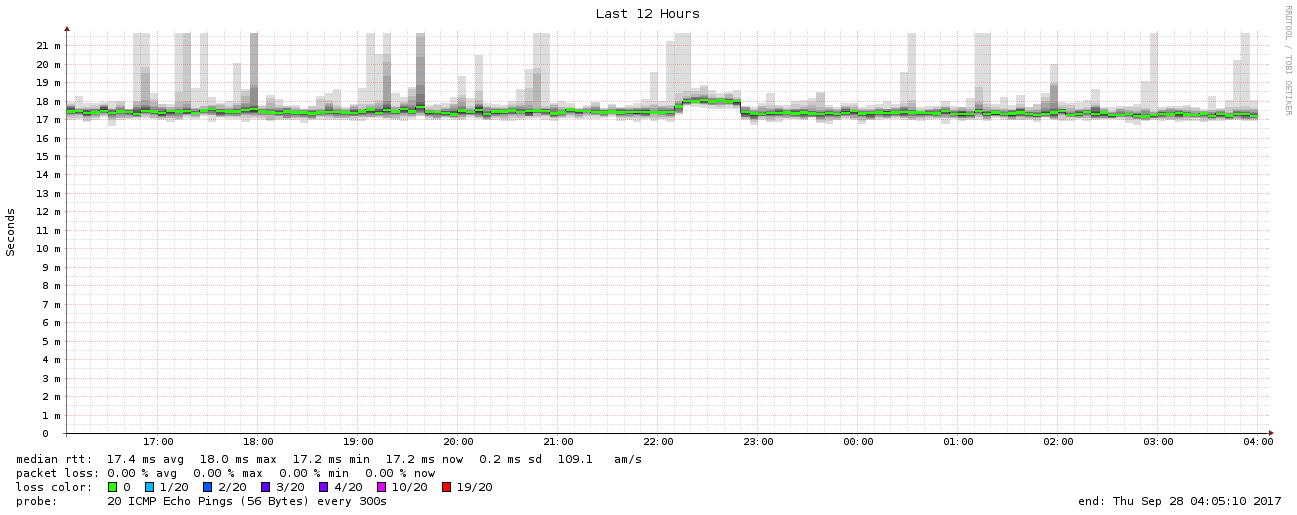 Last 12 Hours
RRDTOOL / TOBI OETIKER
Seconds
21 m
20 m
19 m
18 m
17 m
16 m
15 m
14 m
13 m
12 m
11 m
10 m
9 m
8 m
7 m
6 m
5 m
4 m
3 m
2 m
1 m
0
17:00 18:00 19:00 20:00 21:00 22:00 23:00 00:00 01:00 02:00 03:00 04:00
median rtt: 17.4 ms avg 18.0 ms max 17.2 ms min 17.2 ms now 0.2 ms sd 109.1 am/s
packet loss: 0.00 % avg 0.00 % max 0.00 % min 0.00 % now
loss color: 0 1/20 2/20 3/20 4/20 10/20 19/20
probe: 20 ICMP Echo Pings (56 Bytes) every 300s end: Thu Sep 28 04:05:10 2017